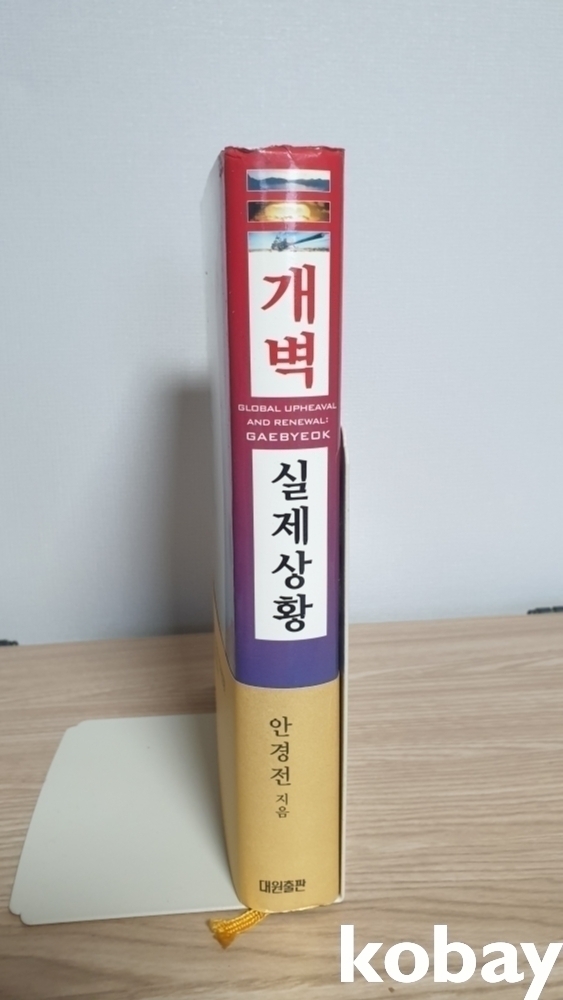 개벽
GLOBAL UPHEAVAL
AND RENEWAL:
GAEBYEOK
실제상황
안경전 지음
대원출판
kobay